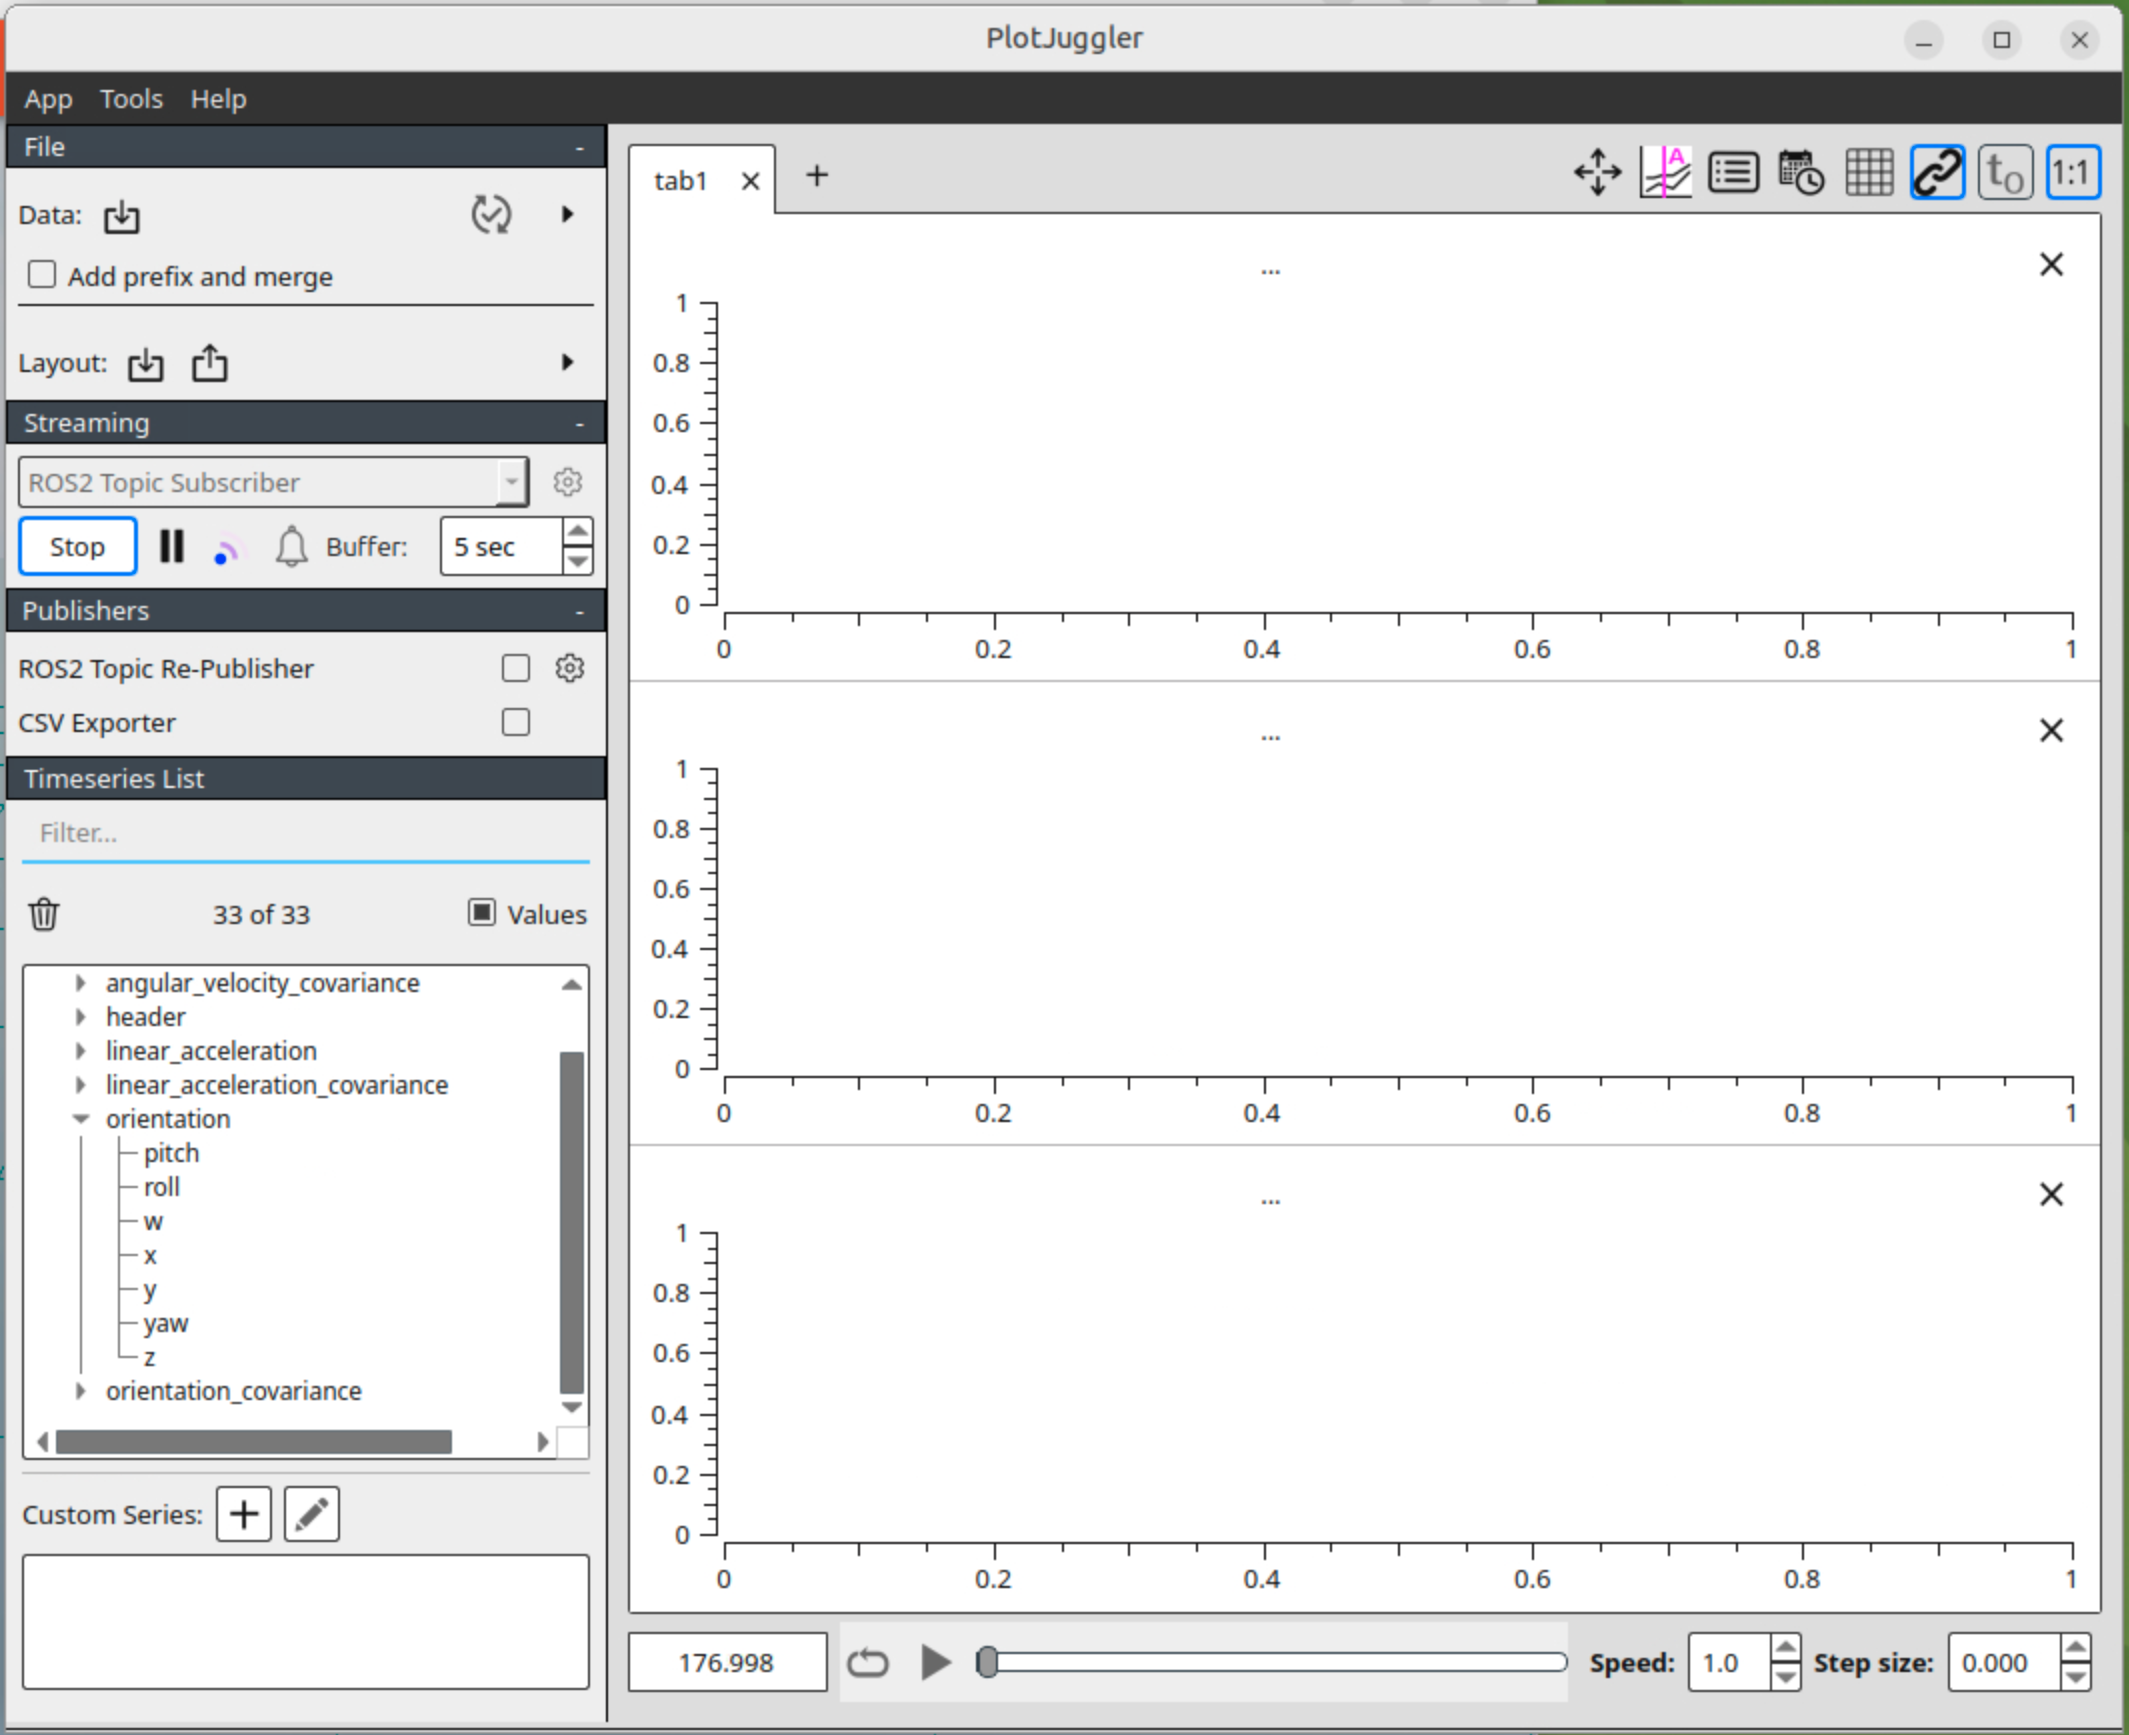 PlotJuggler
App Tools Help
File -
Data:
Add prefix and merge
Layout:
Streaming -
ROS2 Topic Subscriber
Stop Buffer: 5 sec
Publishers -
ROS2 Topic Re-Publisher
CSV Exporter
Timeseries List
Filter...
33 of 33 Values
angular_velocity_covariance
header
linear_acceleration
linear_acceleration_covariance
orientation
pitch
roll
w
x
y
yaw
z
orientation_covariance
Custom Series:
tab1
A
t0
1:1
...
1
0.8
0.6
0.4
0.2
0
0 0.2 0.4 0.6 0.8 1
...
1
0.8
0.6
0.4
0.2
0
0 0.2 0.4 0.6 0.8 1
...
1
0.8
0.6
0.4
0.2
0
0 0.2 0.4 0.6 0.8 1
176.998 Speed: 1.0 Step size: 0.000